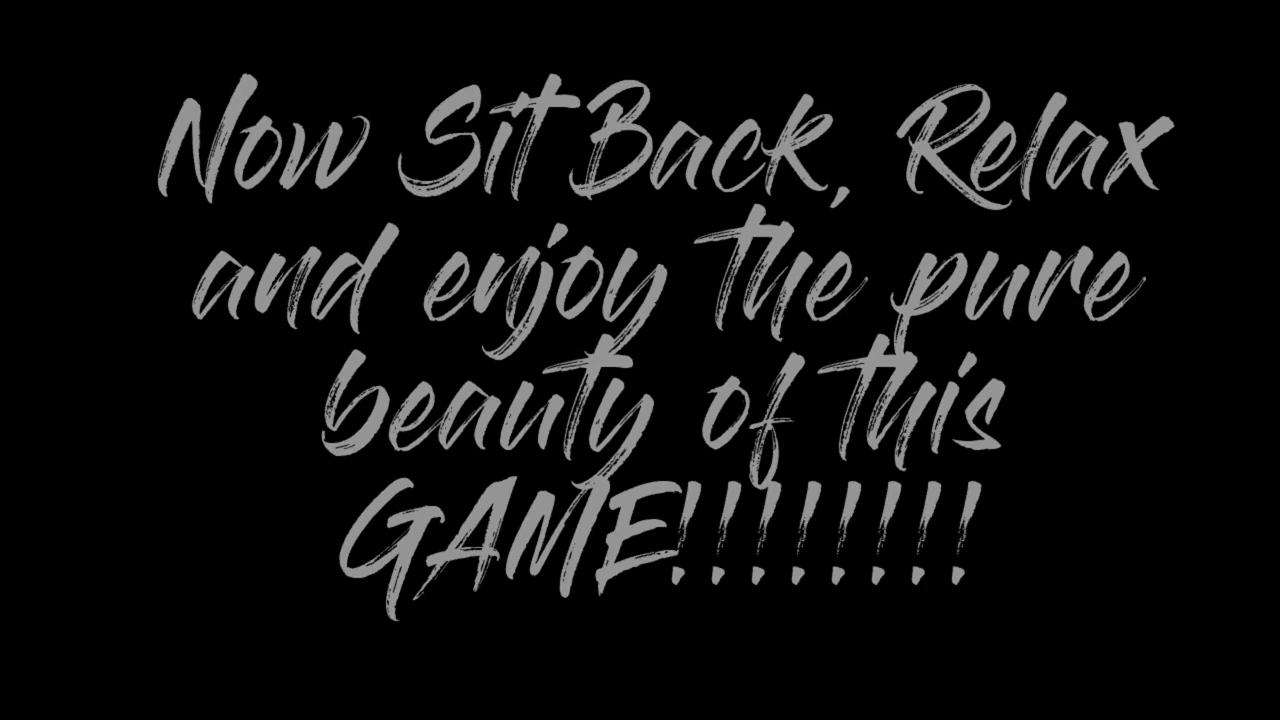 Now Sit Back, Relax
and enjoy the pure
beauty of this
GAME!!!!!!!!